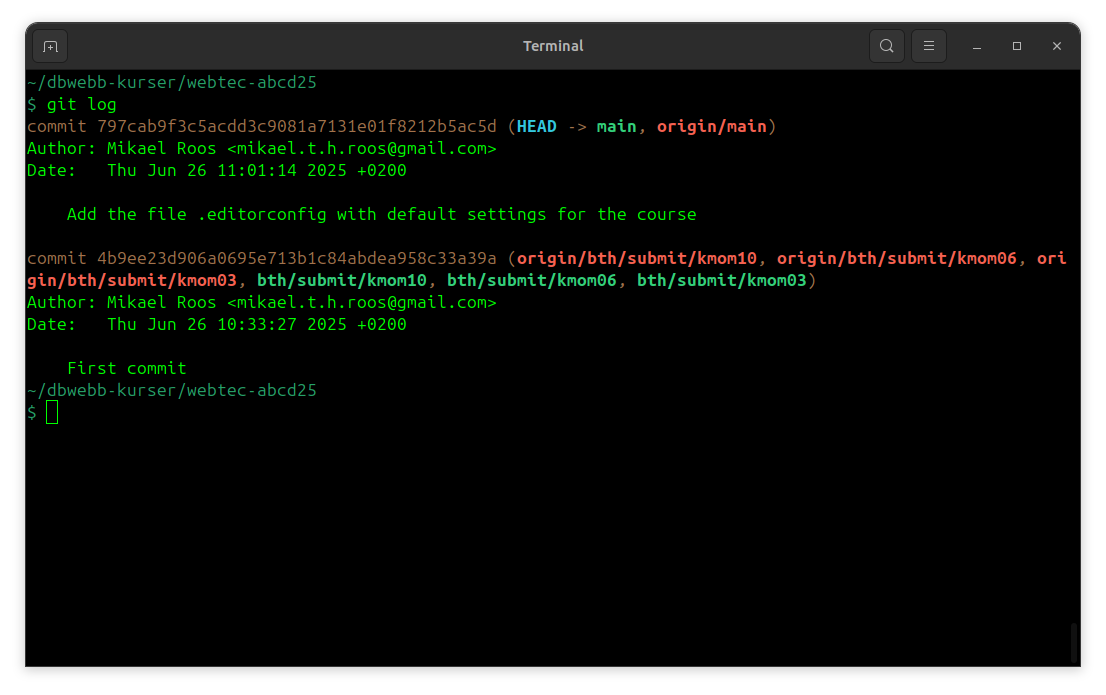 Terminal
~/dbwebb-kurser/webtec-abcd25
$ git log
commit 797cab9f3c5acdd3c9081a7131e01f8212b5ac5d (HEAD -> main, origin/main)
Author: Mikael Roos <mikael.t.h.roos@gmail.com>
Date:   Thu Jun 26 11:01:14 2025 +0200
    Add the file .editorconfig with default settings for the course
commit 4b9ee23d906a0695e713b1c84abdea958c33a39a (origin/bth/submit/kmom10, origin/bth/submit/kmom06, ori
gin/bth/submit/kmom03, bth/submit/kmom10, bth/submit/kmom06, bth/submit/kmom03)
Author: Mikael Roos <mikael.t.h.roos@gmail.com>
Date:   Thu Jun 26 10:33:27 2025 +0200
    First commit
~/dbwebb-kurser/webtec-abcd25
$